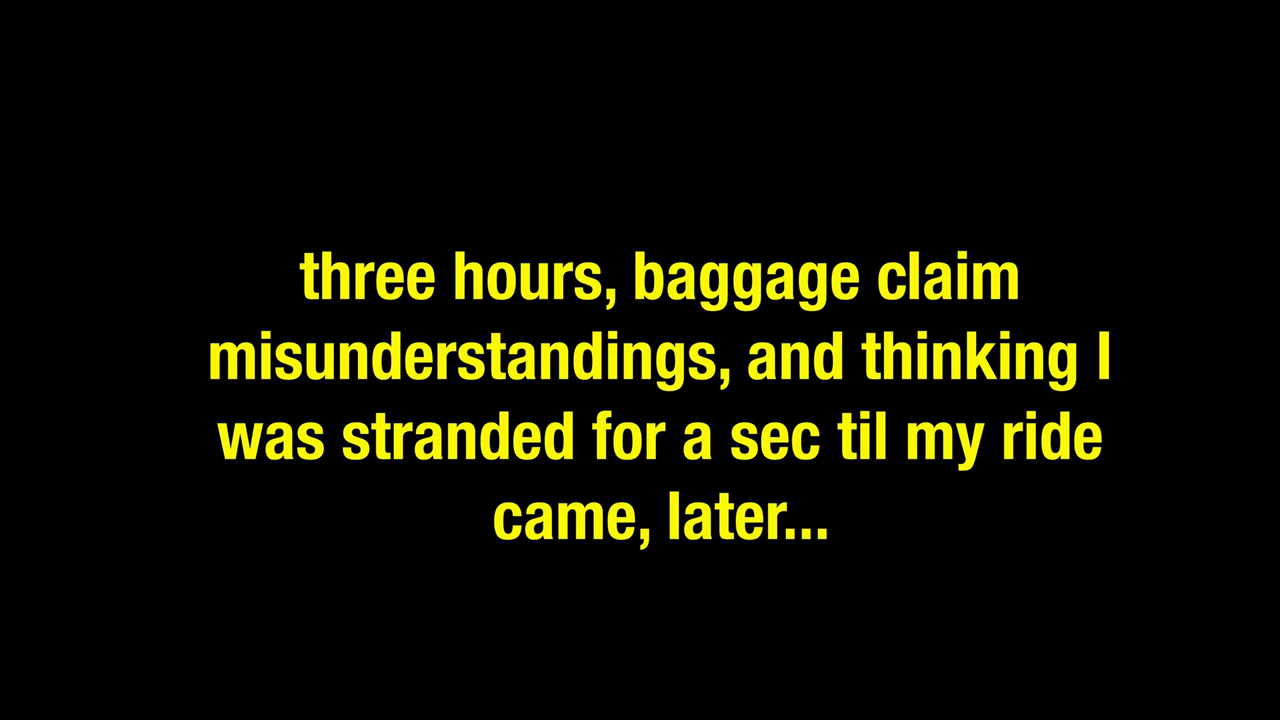 three hours, baggage claim
misunderstandings, and thinking I
was stranded for a sec til my ride
came, later...